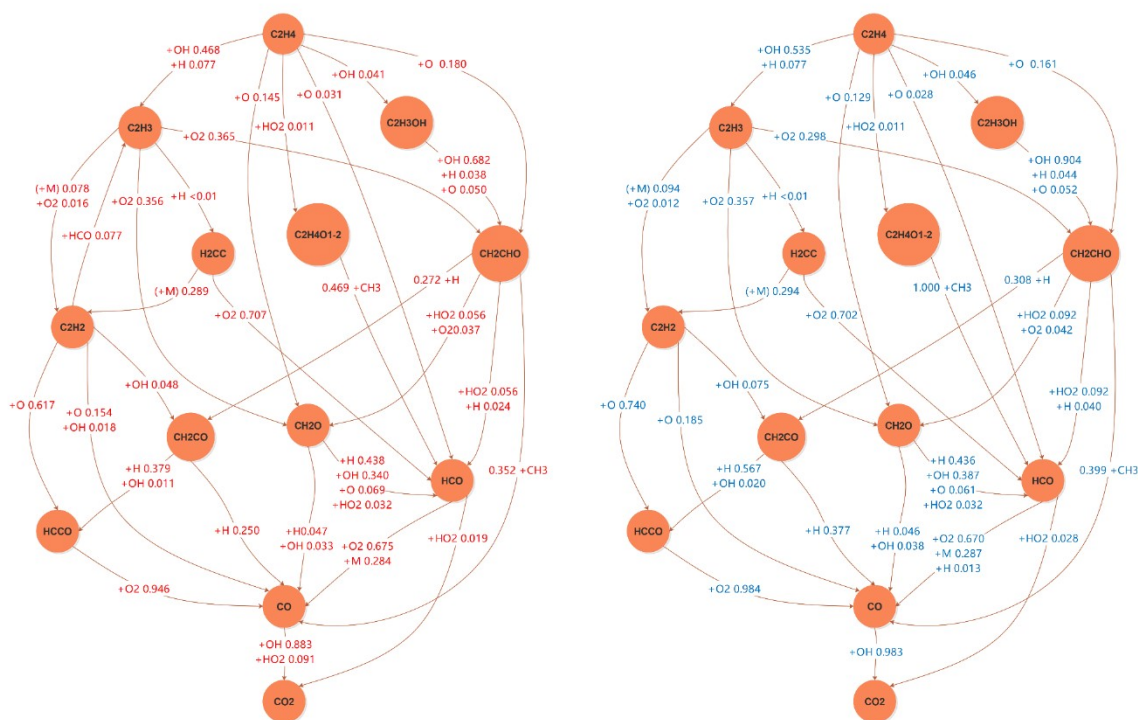 C2H4
+OH 0.468
+H 0.077
+O 0.180
+OH 0.041
+O 0.145
+O 0.031
+HO2 0.011
C2H3OH
C2H3
+O2 0.365
+OH 0.682
+H 0.038
+O 0.050
(+M) 0.078
+O2 0.016
+O2 0.356
+H <0.01
+HCO 0.077
C2H4O1-2
H2CC
CH2CHO
0.272 +H
0.469 +CH3
(+M) 0.289
+O2 0.707
C2H2
+HO2 0.056
+O20.037
+OH 0.048
+O 0.617
+O 0.154
+OH 0.018
+HO2 0.056
+H 0.024
CH2CO
CH2O
+H 0.438
+OH 0.340
+O 0.069
+HO2 0.032
+H 0.379
+OH 0.011
HCO
0.352 +CH3
HCCO
+H 0.250
+H0.047
+OH 0.033
+O2 0.675
+M 0.284
+HO2 0.019
+O2 0.946
CO
+OH 0.883
+HO2 0.091
CO2
C2H4
+OH 0.535
+H 0.077
+O 0.161
+OH 0.046
+O 0.129
+O 0.028
+HO2 0.011
C2H3OH
C2H3
+O2 0.298
+OH 0.904
+H 0.044
+O 0.052
(+M) 0.094
+O2 0.012
+O2 0.357
+H <0.01
C2H4O1-2
H2CC
CH2CHO
0.308 +H
1.000 +CH3
(+M) 0.294
+O2 0.702
C2H2
+HO2 0.092
+O2 0.042
+OH 0.075
+O 0.740
+O 0.185
+HO2 0.092
+H 0.040
CH2CO
CH2O
+H 0.436
+OH 0.387
+O 0.061
+HO2 0.032
+H 0.567
+OH 0.020
HCO
0.399 +CH3
HCCO
+H 0.377
+H 0.046
+OH 0.038
+O2 0.670
+M 0.287
+H 0.013
+HO2 0.028
+O2 0.984
CO
+OH 0.983
CO2